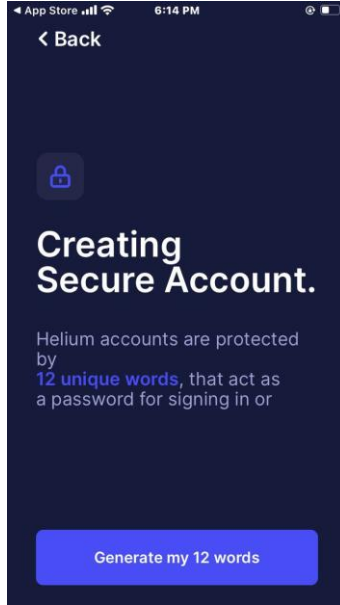 App Store 6:14 PM
Back
Creating
Secure Account.
Helium accounts are protected
by
12 unique words, that act as
a password for signing in or
Generate my 12 words